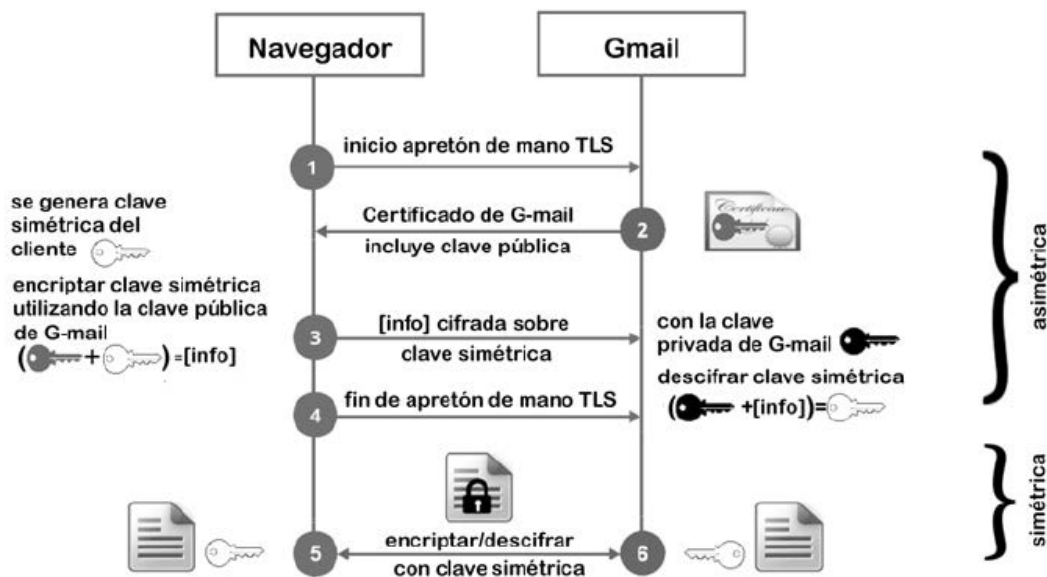 Navegador
Gmail
inicio apretón de mano TLS
1
se genera clave
simétrica del
cliente
Certificado de G-mail
incluye clave pública
2
Certificate
encriptar clave simétrica
utilizando la clave pública
de G-mail
( + )=[info]
3
[info] cifrada sobre
clave simétrica
con la clave
privada de G-mail
descifrar clave simétrica
( +[info])=
4
fin de apretón de mano TLS
asimétrica
5
encriptar/descifrar
con clave simétrica
6
simétrica